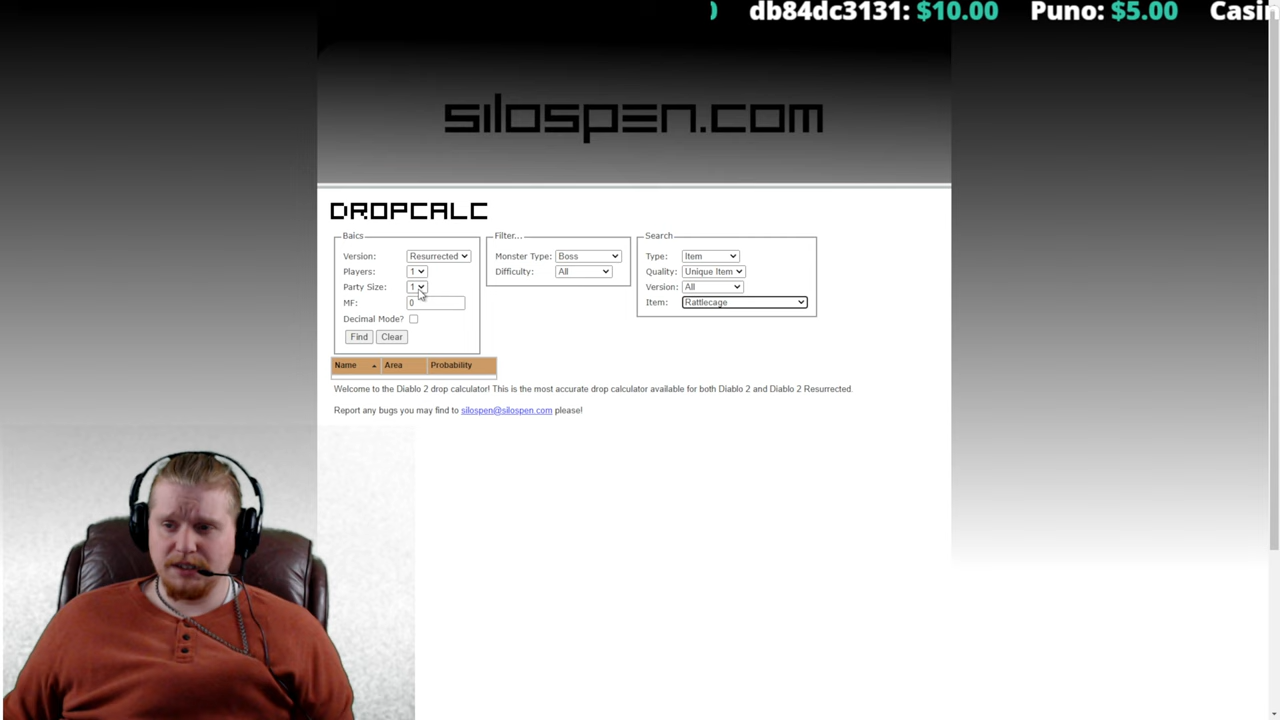 db84dc3131: $10.00 Puno: $5.00 Casin
silospen.com
DROPCALC
Baics
Version: Resurrected
Players: 1
Party Size: 1
MF: 0
Decimal Mode?
Find Clear
Filter...
Monster Type: Boss
Difficulty: All
Search
Type: Item
Quality: Unique Item
Version: All
Item: Rattlecage
Name Area Probability
Welcome to the Diablo 2 drop calculator! This is the most accurate drop calculator available for both Diablo 2 and Diablo 2 Resurrected.
Report any bugs you may find to silospen@silospen.com please!